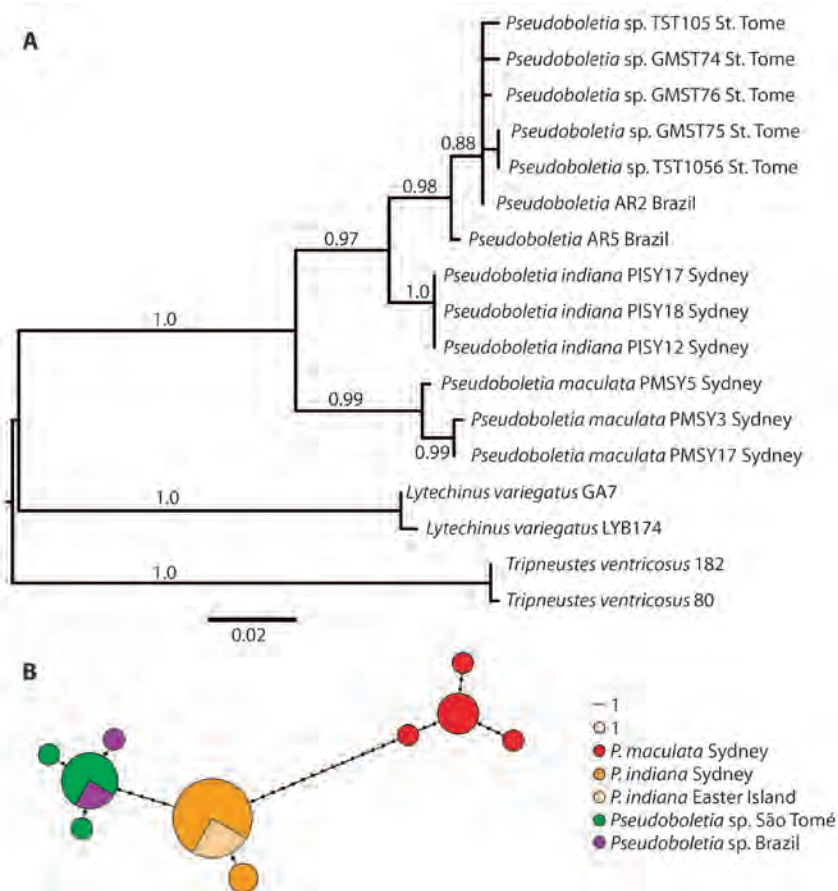 A
Pseudoboletia sp. TST105 St. Tome
Pseudoboletia sp. GMST74 St. Tome
Pseudoboletia sp. GMST76 St. Tome
Pseudoboletia sp. GMST75 St. Tome
0.88
Pseudoboletia sp. TST1056 St. Tome
0.98
Pseudoboletia AR2 Brazil
0.97
Pseudoboletia AR5 Brazil
Pseudoboletia indiana PISY17 Sydney
1.0
Pseudoboletia indiana PISY18 Sydney
1.0
Pseudoboletia indiana PISY12 Sydney
Pseudoboletia maculata PMSY5 Sydney
0.99
Pseudoboletia maculata PMSY3 Sydney
0.99
Pseudoboletia maculata PMSY17 Sydney
1.0
Lytechinus variegatus GA7
Lytechinus variegatus LYB174
1.0
Tripneustes ventricosus 182
Tripneustes ventricosus 80
0.02
B
1
1
P. maculata Sydney
P. indiana Sydney
P. indiana Easter Island
Pseudoboletia sp. São Tomé
Pseudoboletia sp. Brazil